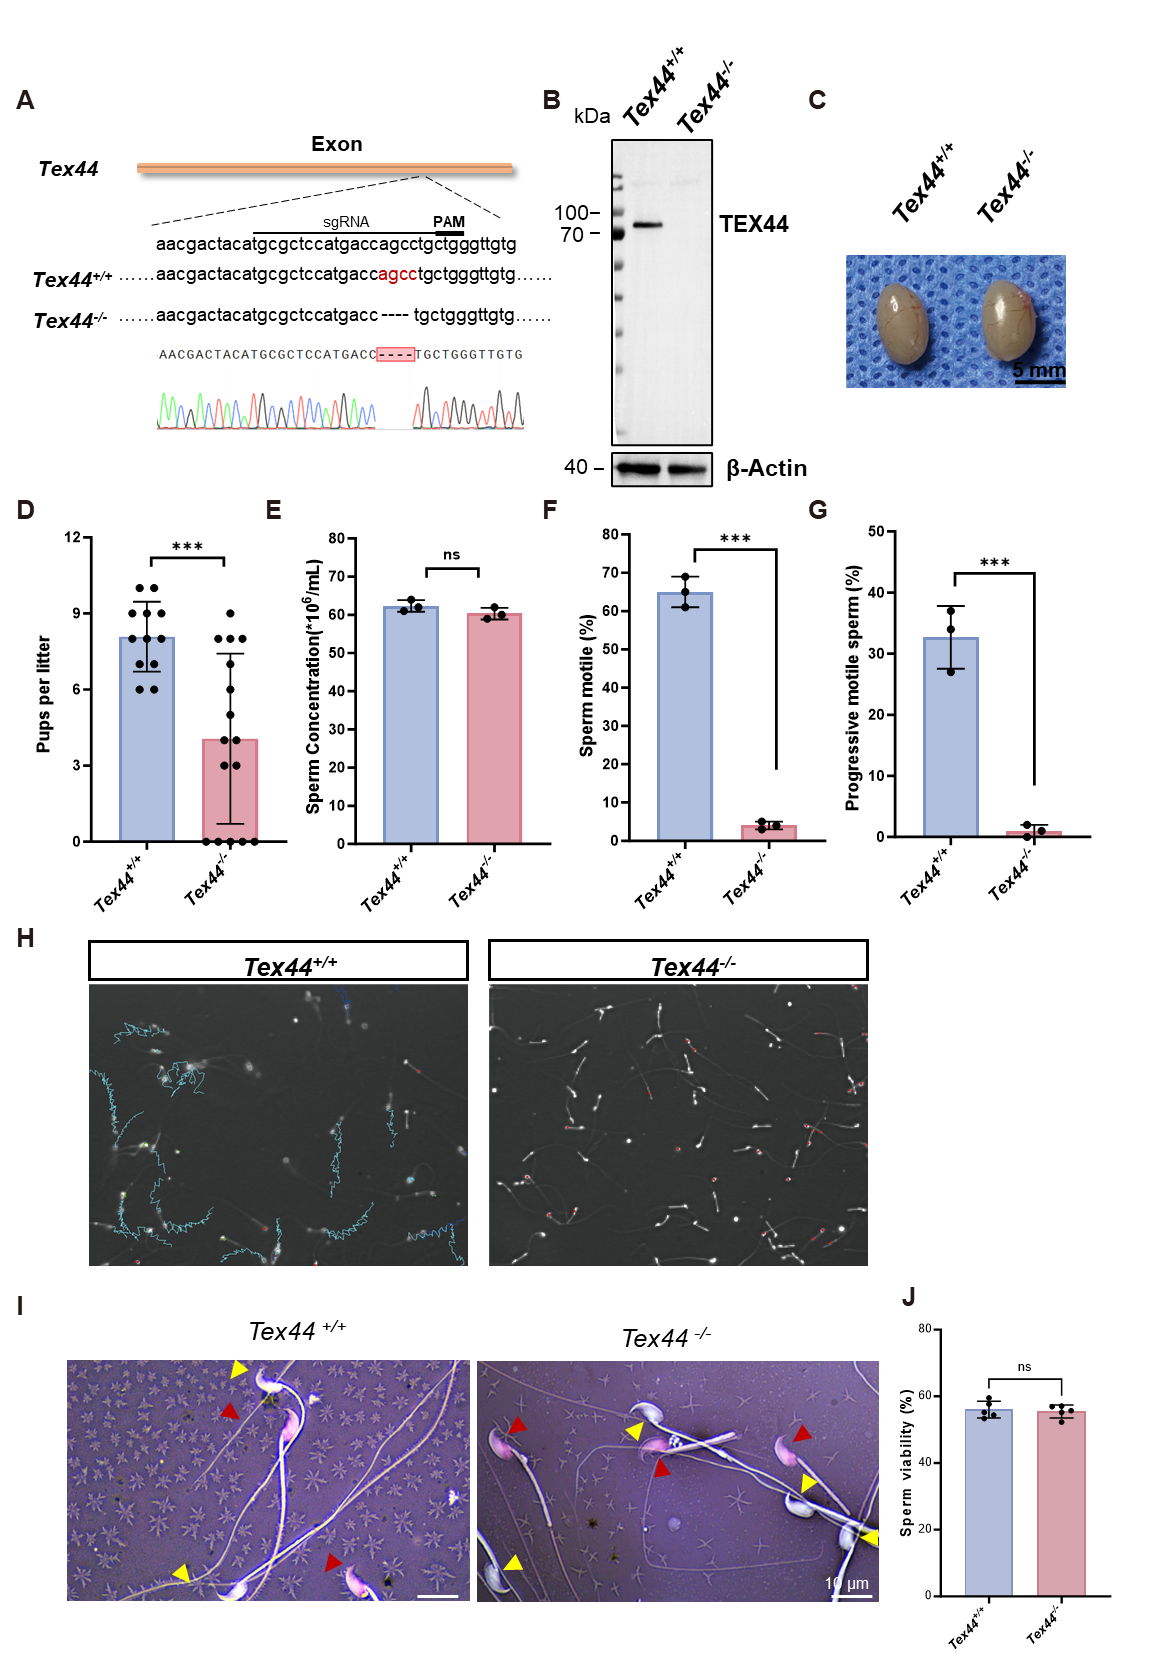 A
Exon
Tex44
sgRNA
PAM
aacgactacatgcgctccatgaccagcctgctgggttgtg
Tex44+/+ ......aacgactacatgcgctccatgaccagcctgctgggttgtg......
Tex44-/- ......aacgactacatgcgctccatgacc ---- tgctgggttgtg......
AACGACTACATGCGCTCCATGACC----TGCTGGGTTGTG
B
kDa
Tex44+/+
Tex44-/-
100–
70 –
TEX44
40 –
β-Actin
C
Tex44+/+
Tex44-/-
5 mm
D
Pups per litter
12
9
6
3
0
***
Tex44+/+
Tex44-/-
E
Sperm Concentration(*10⁶/mL)
80
70
60
50
40
30
20
10
0
ns
Tex44+/+
Tex44-/-
F
Sperm motile (%)
80
70
60
50
40
30
20
10
0
***
Tex44+/+
Tex44-/-
G
Progressive motile sperm (%)
50
40
30
20
10
0
***
Tex44+/+
Tex44-/-
H
Tex44+/+
Tex44-/-
I
Tex44 +/+
Tex44 -/-
10 μm
J
Sperm viability (%)
80
60
40
20
0
ns
Tex44+/+
Tex44-/-